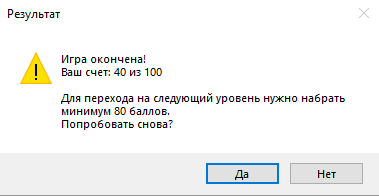 Результат
Игра окончена!
Ваш счет: 40 из 100
Для перехода на следующий уровень нужно набрать
минимум 80 баллов.
Попробовать снова?
Да
Нет